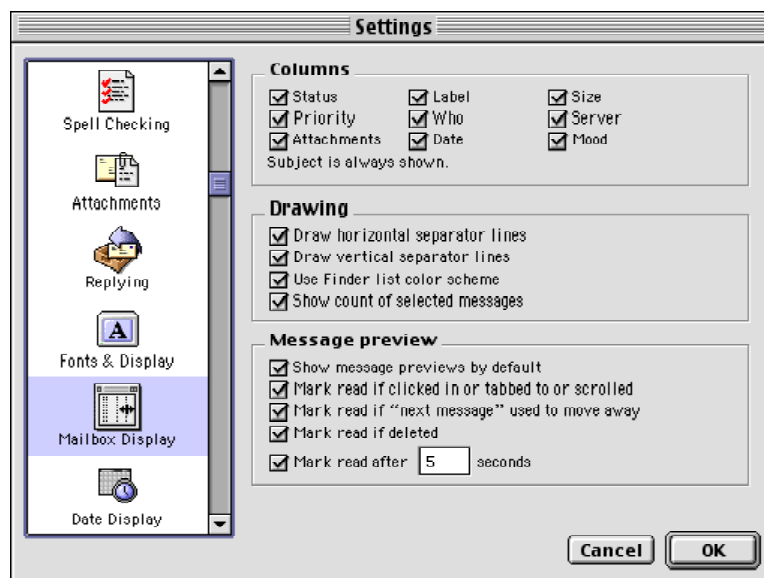 Settings
Spell Checking
Attachments
Replying
Fonts & Display
Mailbox Display
Date Display
Columns
Status Label Size
Priority Who Server
Attachments Date Mood
Subject is always shown.
Drawing
Draw horizontal separator lines
Draw vertical separator lines
Use Finder list color scheme
Show count of selected messages
Message preview
Show message previews by default
Mark read if clicked in or tabbed to or scrolled
Mark read if “next message” used to move away
Mark read if deleted
Mark read after 5 seconds
Cancel OK